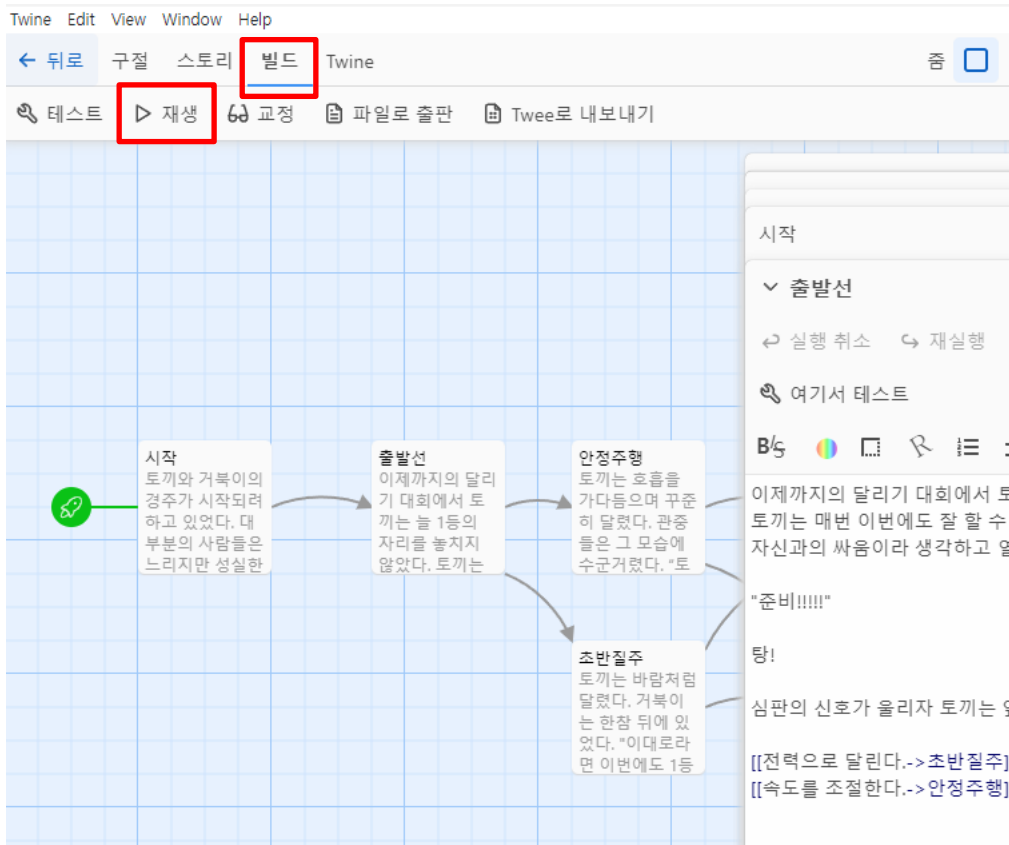 Twine Edit View Window Help
뒤로 구절 스토리 빌드 Twine 줌
테스트 재생 교정 파일로 출판 Twee로 내보내기
시작
출발선
실행 취소 재실행
여기서 테스트
시작
토끼와 거북이의
경주가 시작되려
하고 있었다. 대
부분의 사람들은
느리지만 성실한
출발선
이제까지의 달리
기 대회에서 토
끼는 늘 1등의
자리를 놓치지
않았다. 토끼는
안정주행
토끼는 호흡을
가다듬으며 꾸준
히 달렸다. 관중
들은 그 모습에
수군거렸다. "토
초반질주
토끼는 바람처럼
달렸다. 거북이
는 한참 뒤에 있
었다. "이대로라
면 이번에도 1등
이제까지의 달리기 대회에서
토끼는 매번 이번에도 잘 할 수
자신과의 싸움이라 생각하고
"준비!!!!!"
탕!
심판의 신호가 울리자 토끼는
[[전력으로 달린다.->초반질주]
[[속도를 조절한다.->안정주행]